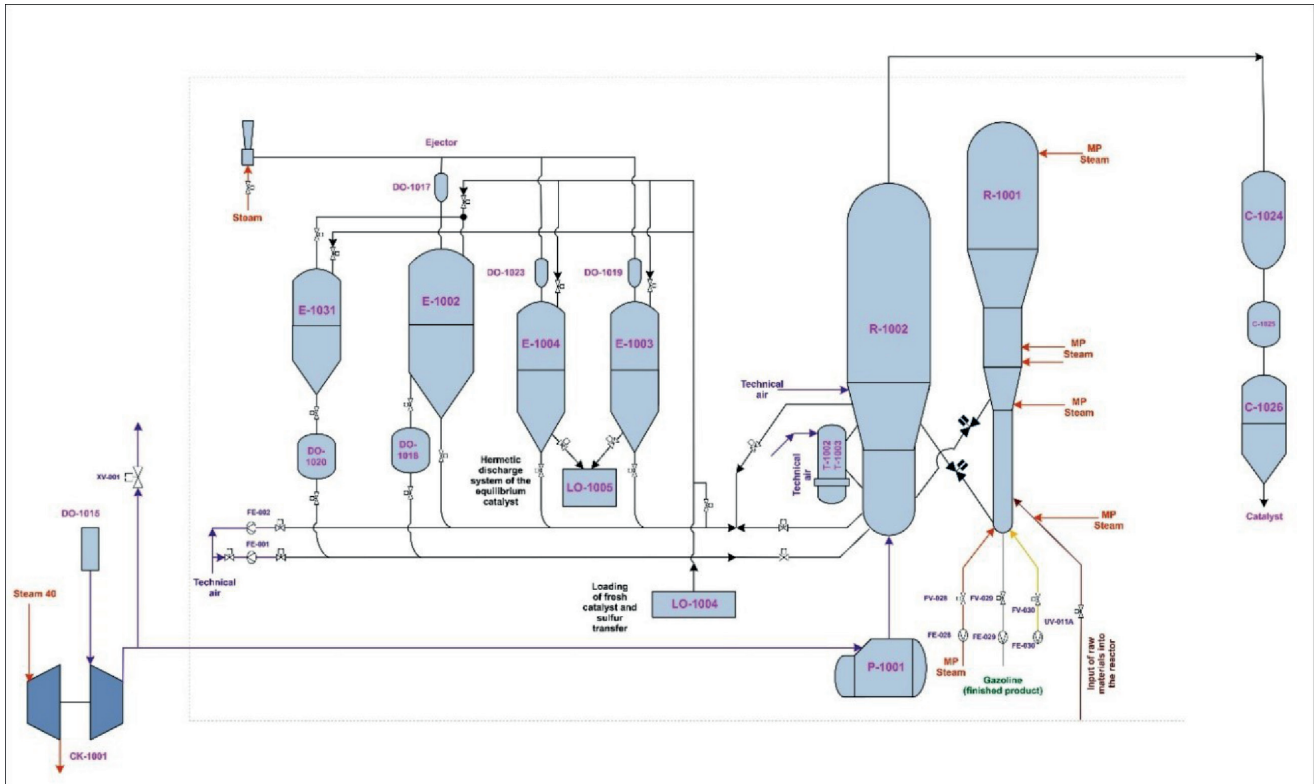 MP
Steam
R-1001
C-1024
Ejector
DO-1017
Steam
DO-1023
DO-1019
E-1031
E-1002
E-1004
E-1003
R-1002
C-1025
MP
Steam
C-1026
Technical
air
MP
Steam
DO-
1020
DO-
1016
Hermetic
discharge
system of the
equilibrium
catalyst
LO-1005
Technical
air
T-1002
T-1003
XV-001
FE-002
MP
Steam
Catalyst
DO-1015
FE-001
Technical
air
Loading
of fresh
catalyst and
sulfur
transfer
LO-1004
Steam 40
FV-028
FV-029
FV-030
UV-011A
FE-028
FE-029
FE-030
P-1001
MP
Steam
Gazoline
(finished product)
Input of raw
materials into
the reactor
CK-1001